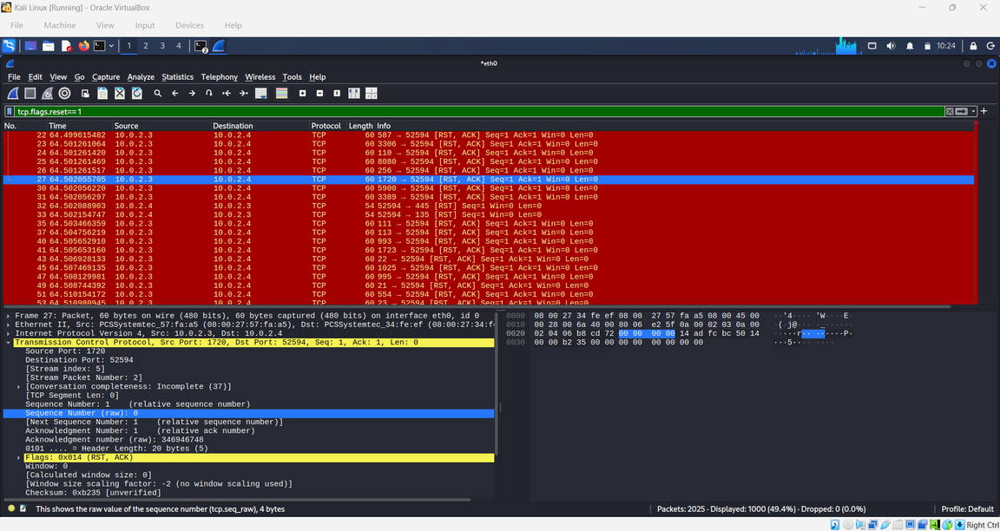 Kali Linux [Running] - Oracle VirtualBox
File Machine View Input Devices Help
1 2 3 4 2 10:24
*eth0
File Edit View Go Capture Analyze Statistics Telephony Wireless Tools Help
tcp.flags.reset==1
No. Time Source Destination Protocol Length Info
22 64.499615482 10.0.2.3 10.0.2.4 TCP 60 587 → 52594 [RST, ACK] Seq=1 Ack=1 Win=0 Len=0
23 64.501261064 10.0.2.3 10.0.2.4 TCP 60 3306 → 52594 [RST, ACK] Seq=1 Ack=1 Win=0 Len=0
24 64.501261420 10.0.2.3 10.0.2.4 TCP 60 110 → 52594 [RST, ACK] Seq=1 Ack=1 Win=0 Len=0
25 64.501261469 10.0.2.3 10.0.2.4 TCP 60 8080 → 52594 [RST, ACK] Seq=1 Ack=1 Win=0 Len=0
26 64.501261517 10.0.2.3 10.0.2.4 TCP 60 256 → 52594 [RST, ACK] Seq=1 Ack=1 Win=0 Len=0
27 64.502055705 10.0.2.3 10.0.2.4 TCP 60 1720 → 52594 [RST, ACK] Seq=1 Ack=1 Win=0 Len=0
30 64.502056220 10.0.2.3 10.0.2.4 TCP 60 5900 → 52594 [RST, ACK] Seq=1 Ack=1 Win=0 Len=0
31 64.502056297 10.0.2.3 10.0.2.4 TCP 60 3389 → 52594 [RST, ACK] Seq=1 Ack=1 Win=0 Len=0
32 64.502088903 10.0.2.4 10.0.2.3 TCP 54 52594 → 445 [RST] Seq=1 Win=0 Len=0
33 64.502154747 10.0.2.4 10.0.2.3 TCP 54 52594 → 135 [RST] Seq=1 Win=0 Len=0
35 64.503466359 10.0.2.3 10.0.2.4 TCP 60 111 → 52594 [RST, ACK] Seq=1 Ack=1 Win=0 Len=0
37 64.504756219 10.0.2.3 10.0.2.4 TCP 60 113 → 52594 [RST, ACK] Seq=1 Ack=1 Win=0 Len=0
40 64.505652910 10.0.2.3 10.0.2.4 TCP 60 993 → 52594 [RST, ACK] Seq=1 Ack=1 Win=0 Len=0
41 64.505653160 10.0.2.3 10.0.2.4 TCP 60 1723 → 52594 [RST, ACK] Seq=1 Ack=1 Win=0 Len=0
43 64.506928133 10.0.2.3 10.0.2.4 TCP 60 22 → 52594 [RST, ACK] Seq=1 Ack=1 Win=0 Len=0
45 64.507469135 10.0.2.3 10.0.2.4 TCP 60 1025 → 52594 [RST, ACK] Seq=1 Ack=1 Win=0 Len=0
47 64.508129981 10.0.2.3 10.0.2.4 TCP 60 995 → 52594 [RST, ACK] Seq=1 Ack=1 Win=0 Len=0
49 64.508744392 10.0.2.3 10.0.2.4 TCP 60 21 → 52594 [RST, ACK] Seq=1 Ack=1 Win=0 Len=0
51 64.510154172 10.0.2.3 10.0.2.4 TCP 60 554 → 52594 [RST, ACK] Seq=1 Ack=1 Win=0 Len=0
53 64.510980945 10.0.2.3 10.0.2.4 TCP 60 23 → 52594 [RST, ACK] Seq=1 Ack=1 Win=0 Len=0
Frame 27: Packet, 60 bytes on wire (480 bits), 60 bytes captured (480 bits) on interface eth0, id 0
Ethernet II, Src: PCSSystemtec_57:fa:a5 (08:00:27:57:fa:a5), Dst: PCSSystemtec_34:fe:ef (08:00:27:34:f
Internet Protocol Version 4, Src: 10.0.2.3, Dst: 10.0.2.4
Transmission Control Protocol, Src Port: 1720, Dst Port: 52594, Seq: 1, Ack: 1, Len: 0
Source Port: 1720
Destination Port: 52594
[Stream index: 5]
[Stream Packet Number: 2]
[Conversation completeness: Incomplete (37)]
[TCP Segment Len: 0]
Sequence Number: 1 (relative sequence number)
Sequence Number (raw): 0
[Next Sequence Number: 1 (relative sequence number)]
Acknowledgment Number: 1 (relative ack number)
Acknowledgment number (raw): 346946748
0101 .... = Header Length: 20 bytes (5)
Flags: 0x014 (RST, ACK)
Window: 0
[Calculated window size: 0]
[Window size scaling factor: -2 (no window scaling used)]
Checksum: 0xb235 [unverified]
0000 08 00 27 34 fe ef 08 00 27 57 fa a5 08 00 45 00 ··'4···· 'W····E·
0010 00 28 00 6a 40 00 80 06 e2 5f 0a 00 02 03 0a 00 ·(·j@··· ·_······
0020 02 04 06 b8 cd 72 00 00 00 00 14 ad fc bc 50 14 ·····r·· ······P·
0030 00 00 b2 35 00 00 00 00 00 00 00 00 ···5···· ····
This shows the raw value of the sequence number (tcp.seq_raw), 4 bytes
Packets: 2025 · Displayed: 1000 (49.4%) · Dropped: 0 (0.0%)
Profile: Default
Right Ctrl